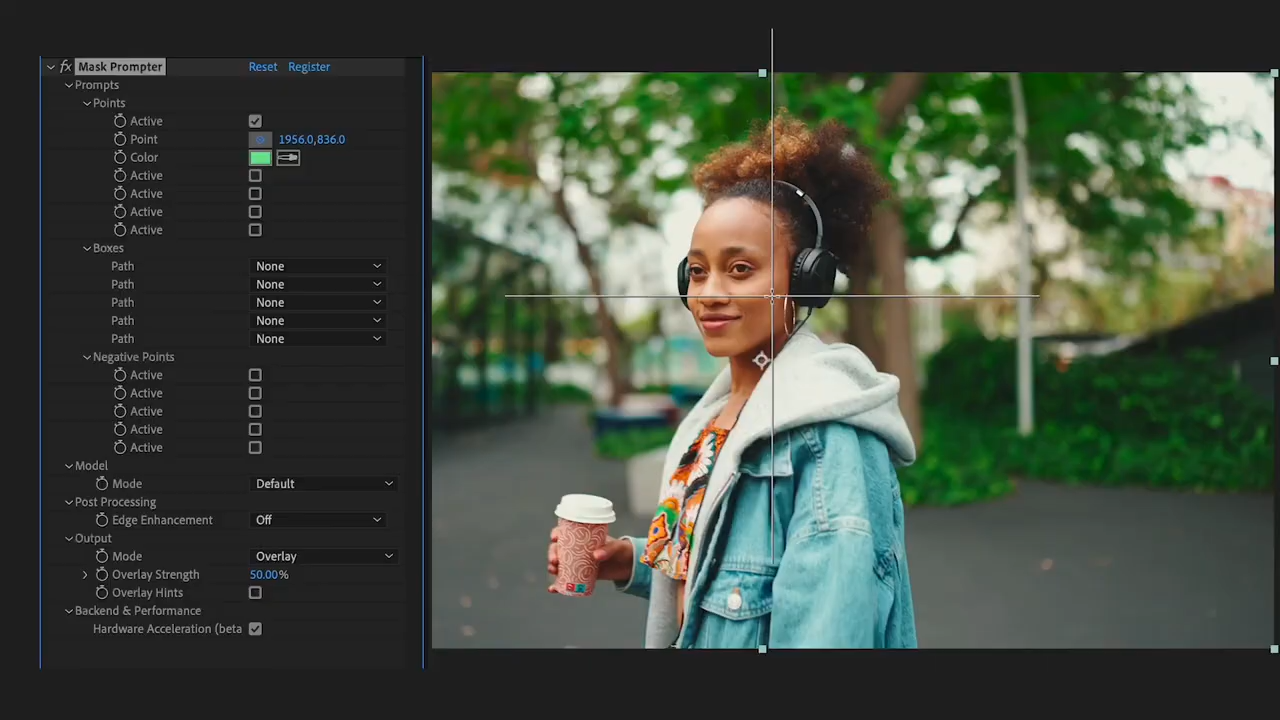 fx Mask Prompter Reset Register
Prompts
Points
Active
Point 1956.0,836.0
Color
Active
Active
Active
Active
Boxes
Path None
Path None
Path None
Path None
Path None
Negative Points
Active
Active
Active
Active
Active
Model
Mode Default
Post Processing
Edge Enhancement Off
Output
Mode Overlay
Overlay Strength 50.00%
Overlay Hints
Backend & Performance
Hardware Acceleration (beta